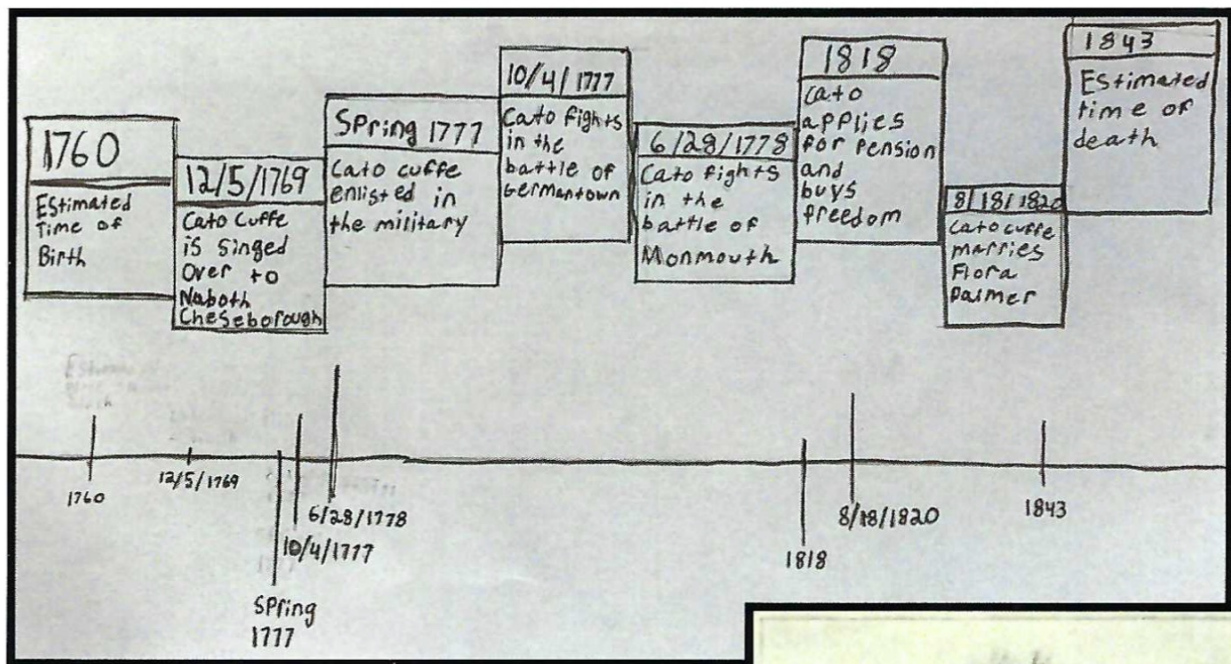 1760
Estimated
Time of
Birth
12/5/1769
Cato Cuffe
is singed
Over to
Naboth
Cheseborough
Spring 1777
Cato cuffe
enlisted in
the military
10/4/1777
Cato fights
in the
battle of
Germantown
6/28/1778
Cato fights
in the
battle of
Monmouth
1818
Cato
applies
for pension
and
buys
freedom
8/18/1820
Cato cuffe
marries
Flora
Palmer
1843
Estimated
time of
death
1760
12/5/1769
Spring
1777
10/4/1777
6/28/1778
1818
8/18/1820
1843